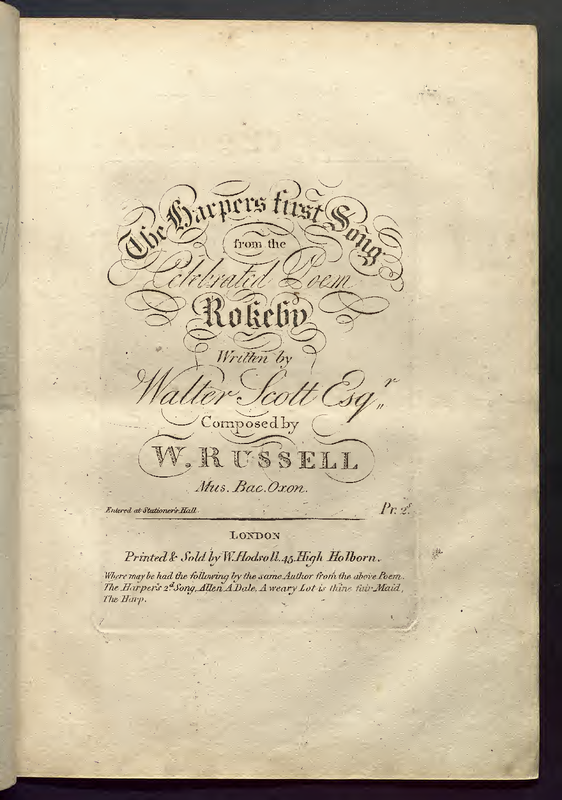 The Harpers first Song
from the
Celebrated Poem
Rokeby
Written by
Walter Scott Esqr.
Composed by
W. RUSSELL
Mus. Bac. Oxon.
Entered at Stationer's Hall.
Pr. 2s.
LONDON
Printed & Sold by W. Hodsoll. 45. High Holborn.
Where may be had the following by the same Author from the above Poem.
The Harper's 2d Song, Allen A Dale, A weary Lot is thine fair Maid,
The Harp.